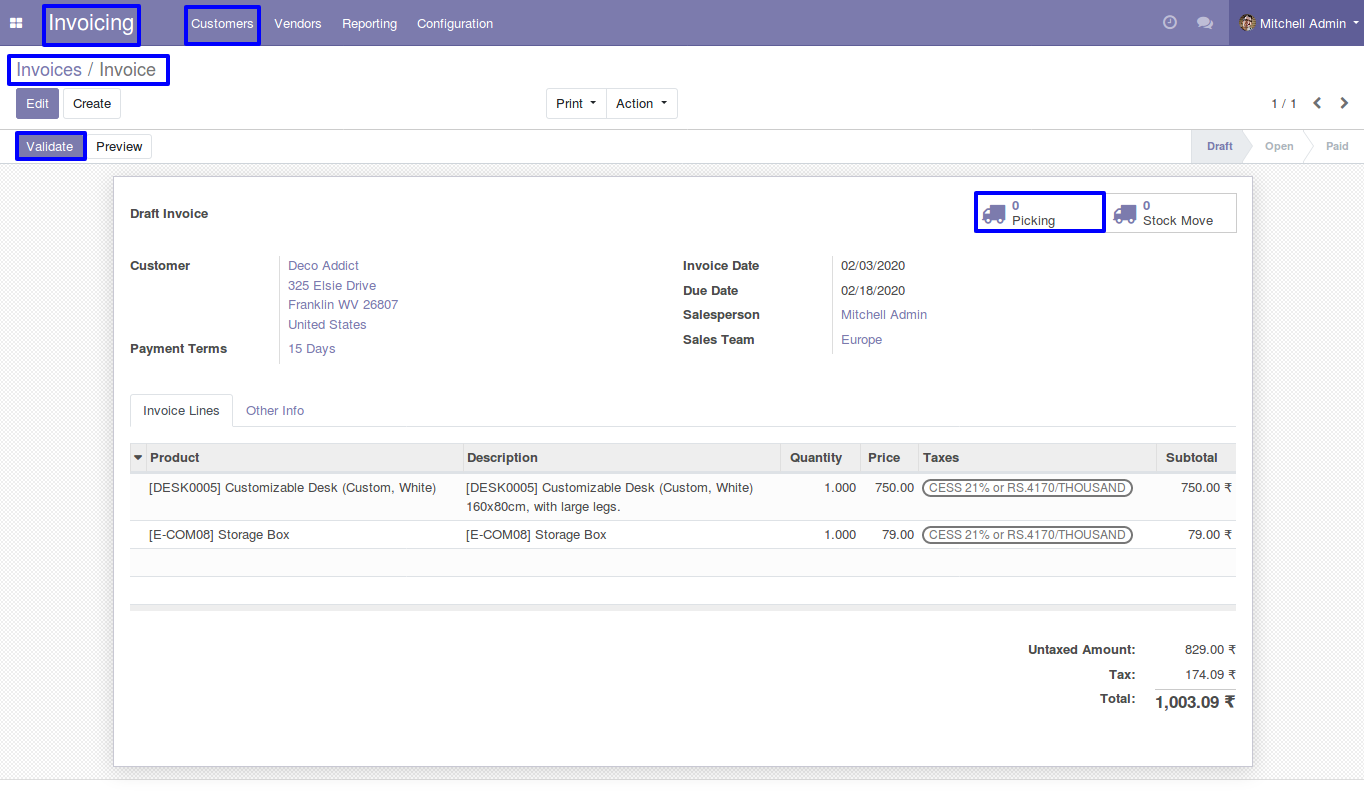 Invoicing Customers Vendors Reporting Configuration Mitchell Admin
Invoices / Invoice
Edit Create Print Action 1 / 1
Validate Preview Draft Open Paid
Draft Invoice
0
Picking
0
Stock Move
Customer
Deco Addict
325 Elsie Drive
Franklin WV 26807
United States
Payment Terms 15 Days
Invoice Date 02/03/2020
Due Date 02/18/2020
Salesperson Mitchell Admin
Sales Team Europe
Invoice Lines Other Info
Product Description Quantity Price Taxes Subtotal
[DESK0005] Customizable Desk (Custom, White) [DESK0005] Customizable Desk (Custom, White) 1.000 750.00 CESS 21% or RS.4170/THOUSAND 750.00 ₹
160x80cm, with large legs.
[E-COM08] Storage Box [E-COM08] Storage Box 1.000 79.00 CESS 21% or RS.4170/THOUSAND 79.00 ₹
Untaxed Amount: 829.00 ₹
Tax: 174.09 ₹
Total: 1,003.09 ₹